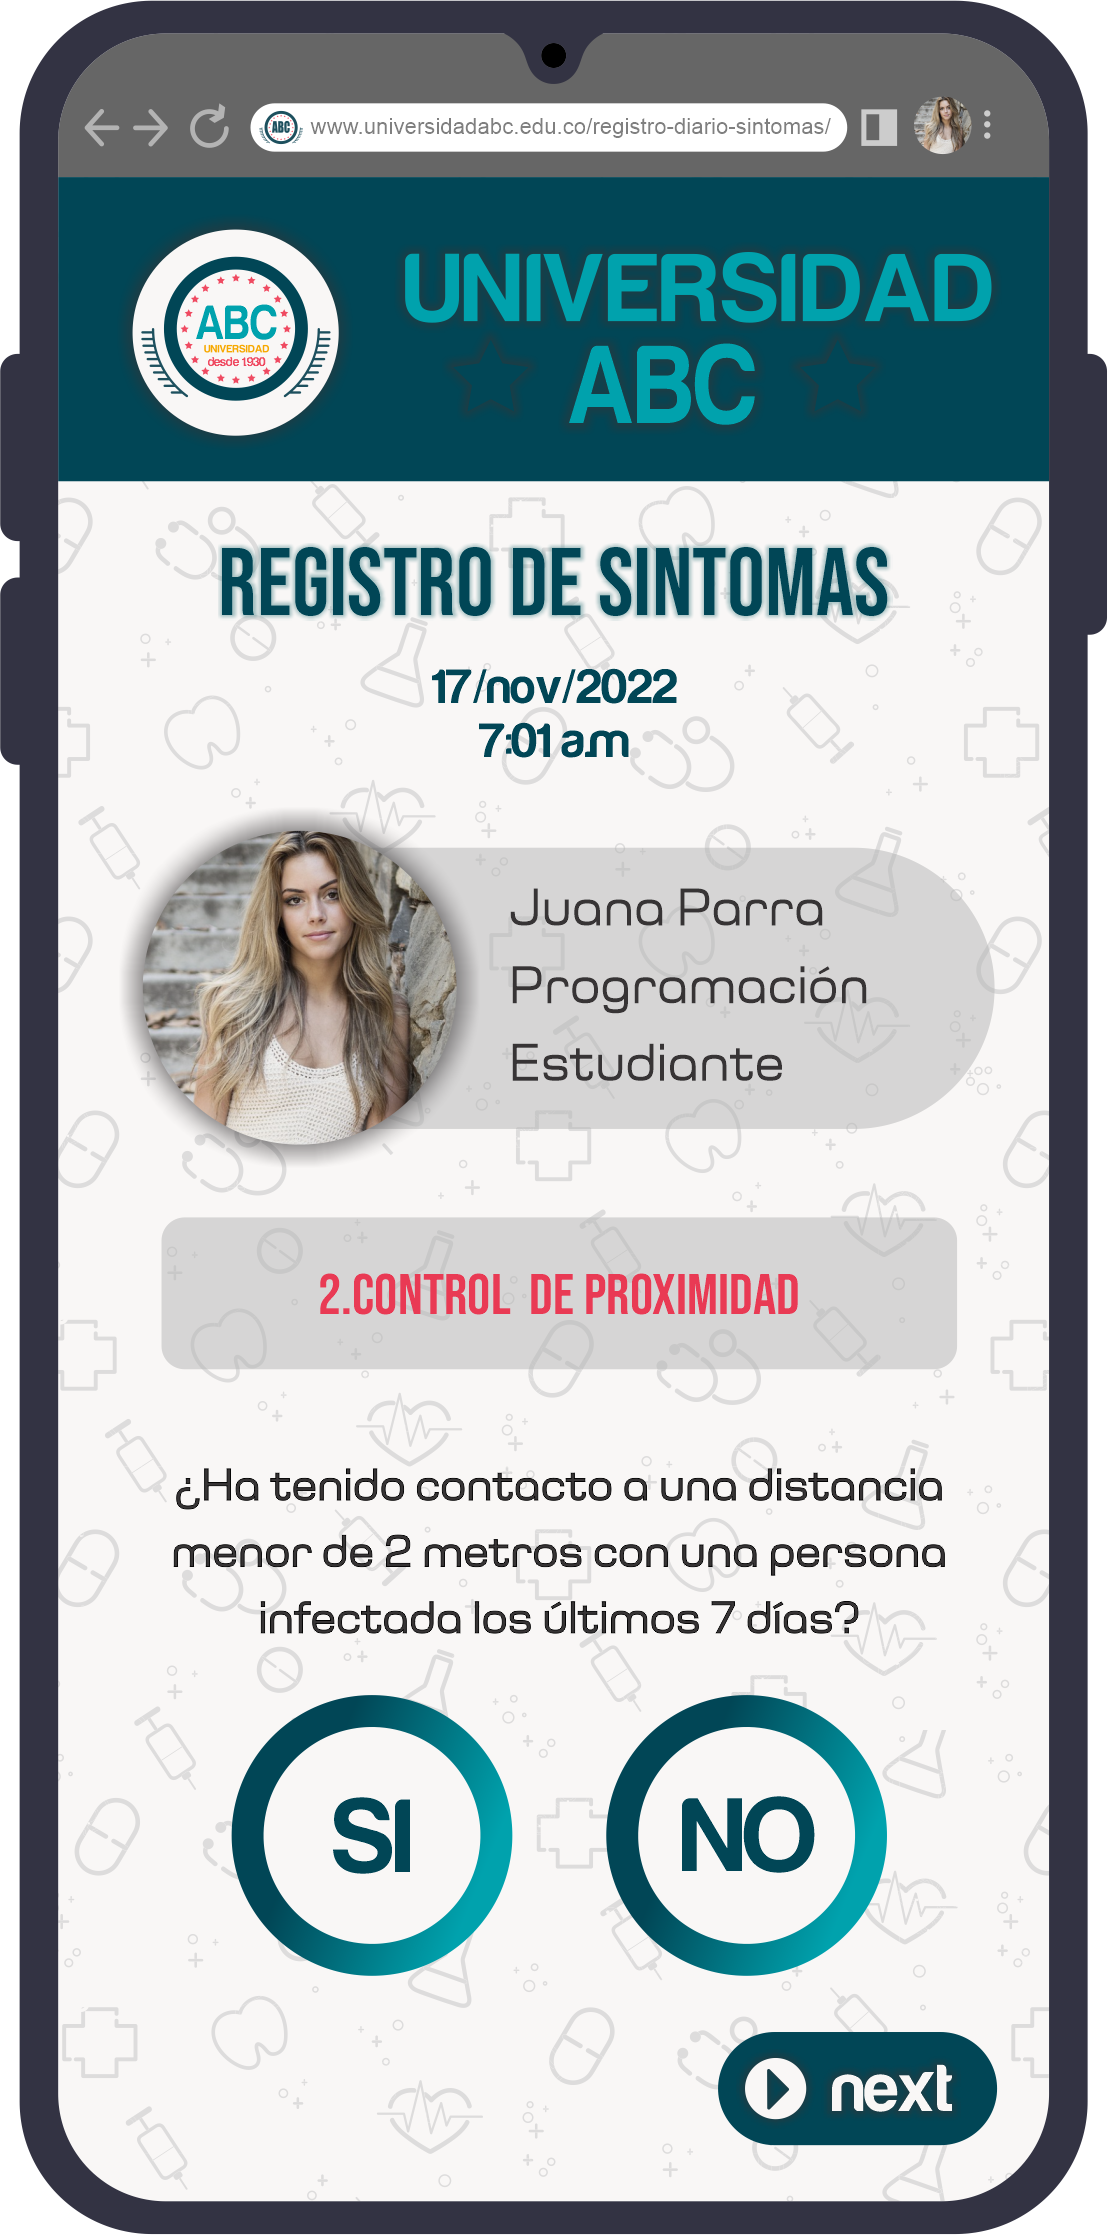 ABC
www.universidadabc.edu.co/registro-diario-sintomas/
ABC
UNIVERSIDAD
desde 1930
UNIVERSIDAD
ABC
REGISTRO DE SINTOMAS
17/nov/2022
7:01 a.m
Juana Parra
Programación
Estudiante
2.CONTROL DE PROXIMIDAD
¿Ha tenido contacto a una distancia
menor de 2 metros con una persona
infectada los últimos 7 días?
SI
NO
next